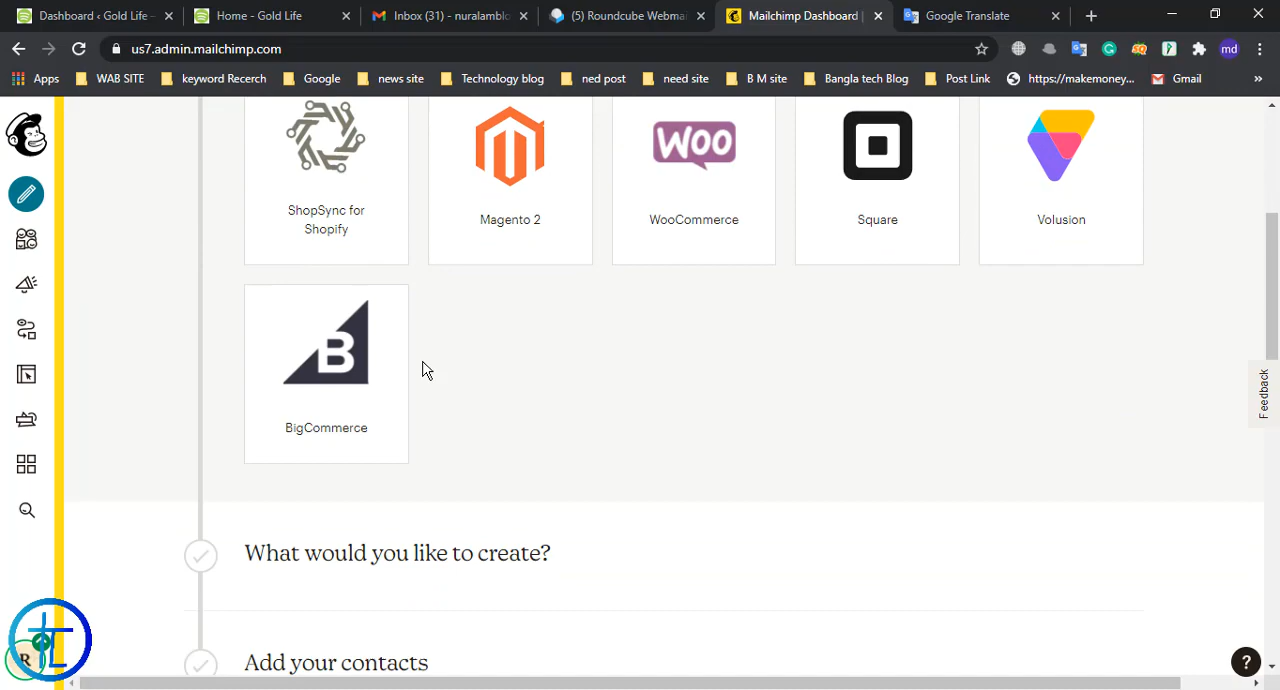 Dashboard ‹ Gold Life –
Home - Gold Life
Inbox (31) - nuralamblo
(5) Roundcube Webma
Mailchimp Dashboard |
Google Translate
us7.admin.mailchimp.com
md
Apps
WAB SITE
keyword Recerch
Google
news site
Technology blog
ned post
need site
B M site
Bangla tech Blog
Post Link
https://makemoney...
Gmail
»
WOO
ShopSync for
Shopify
Magento 2
WooCommerce
Square
Volusion
B
BigCommerce
Feedback
What would you like to create?
Add your contacts
R
?